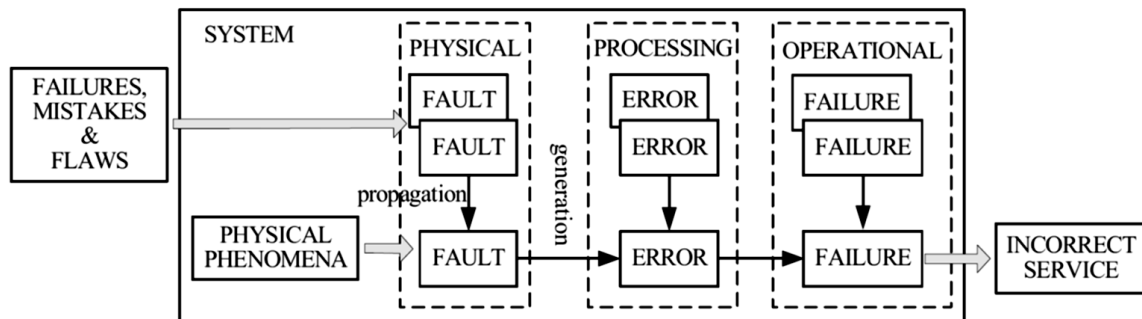 SYSTEM
FAILURES,
MISTAKES
&
FLAWS
PHYSICAL
FAULT
FAULT
propagation
PHYSICAL
PHENOMENA
FAULT
generation
PROCESSING
ERROR
ERROR
ERROR
OPERATIONAL
FAILURE
FAILURE
FAILURE
INCORRECT
SERVICE